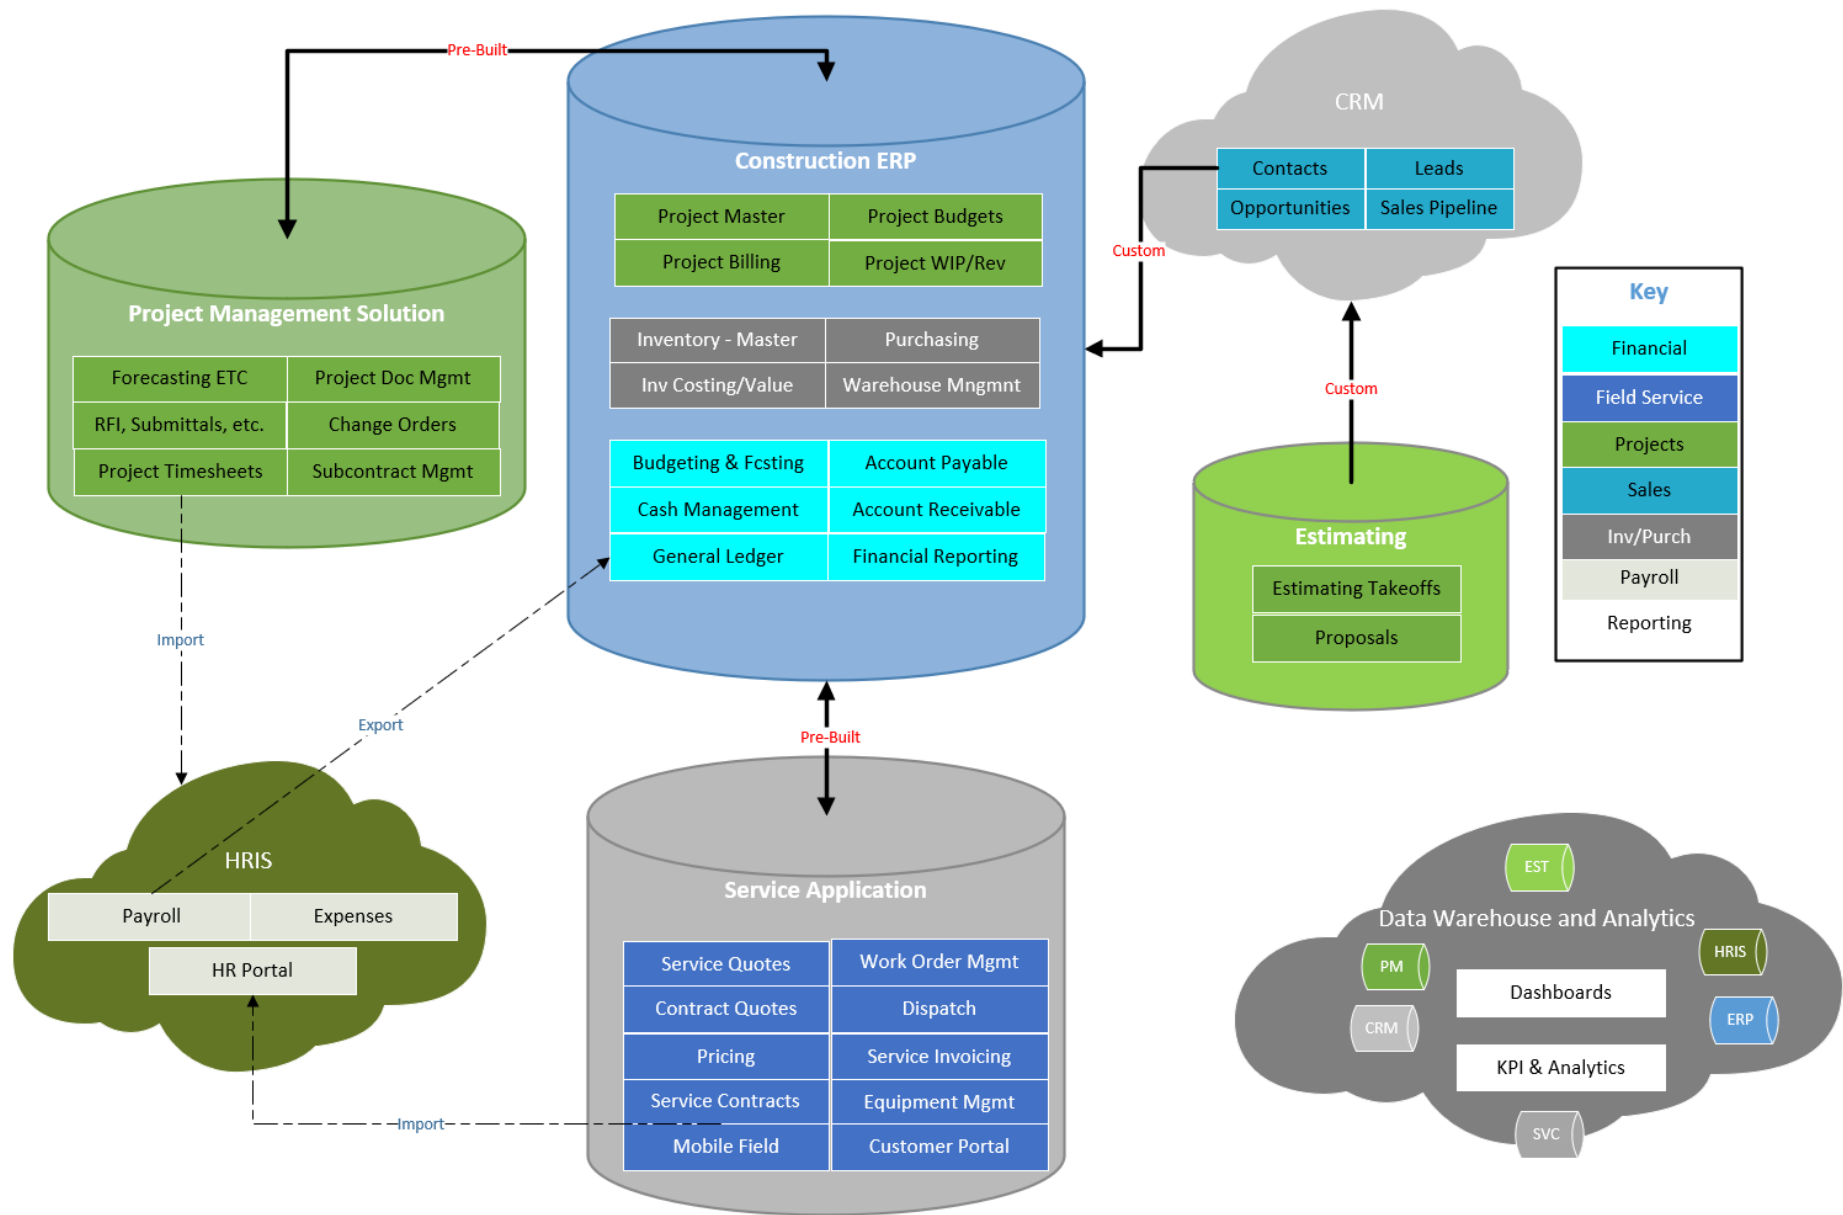 Pre-Built
Construction ERP
Project Master
Project Budgets
Project Billing
Project WIP/Rev
Inventory - Master
Purchasing
Inv Costing/Value
Warehouse Mngmnt
Budgeting & Fcsting
Account Payable
Cash Management
Account Receivable
General Ledger
Financial Reporting
Project Management Solution
Forecasting ETC
Project Doc Mgmt
RFI, Submittals, etc.
Change Orders
Project Timesheets
Subcontract Mgmt
CRM
Contacts
Leads
Opportunities
Sales Pipeline
Custom
Custom
Estimating
Estimating Takeoffs
Proposals
Key
Financial
Field Service
Projects
Sales
Inv/Purch
Payroll
Reporting
Import
Export
Pre-Built
HRIS
Payroll
Expenses
HR Portal
Import
Service Application
Service Quotes
Work Order Mgmt
Contract Quotes
Dispatch
Pricing
Service Invoicing
Service Contracts
Equipment Mgmt
Mobile Field
Customer Portal
EST
Data Warehouse and Analytics
PM
HRIS
Dashboards
CRM
ERP
KPI & Analytics
SVC